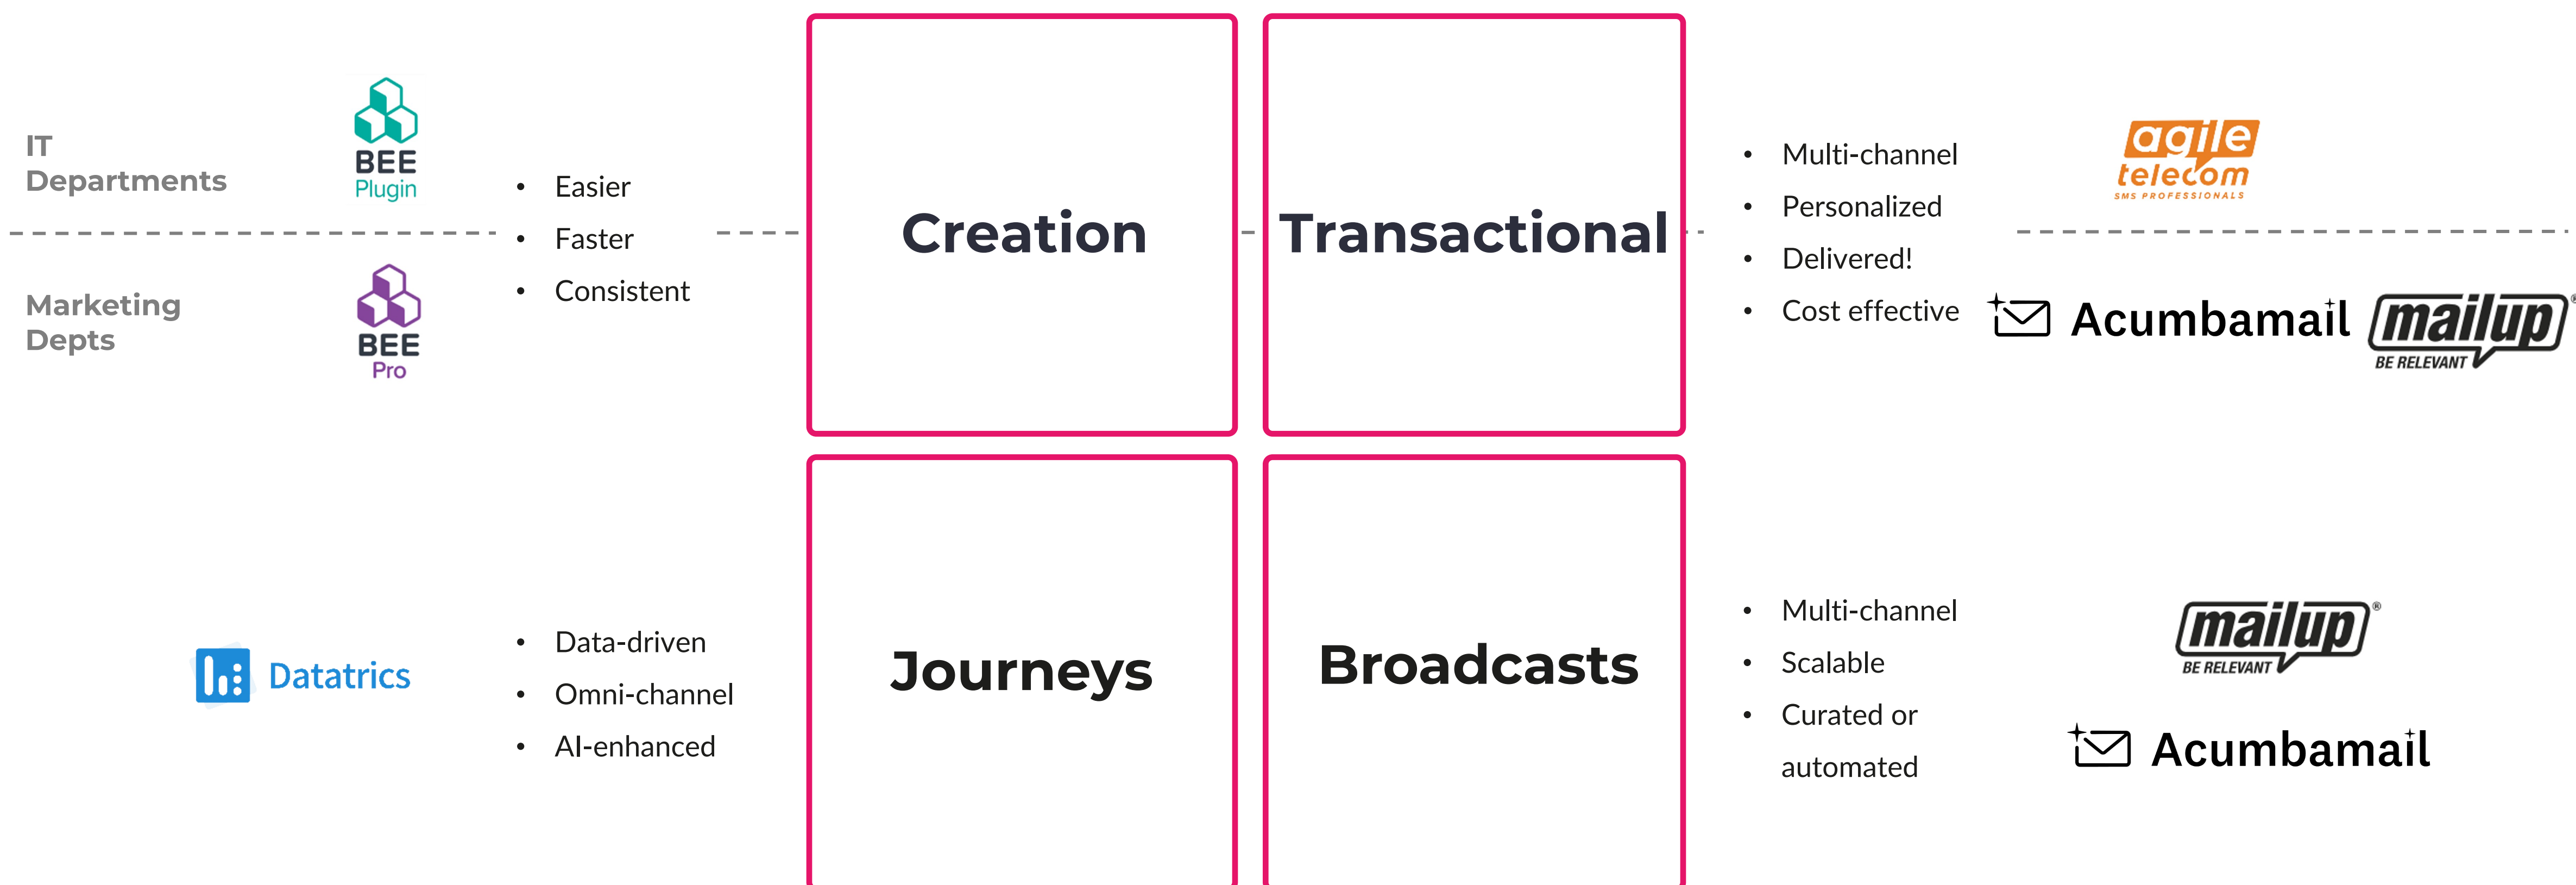 IT
Departments
BEE
Plugin
Marketing
Depts
BEE
Pro
• Easier
• Faster
• Consistent
Creation
Transactional
• Multi-channel
• Personalized
• Delivered!
• Cost effective
agile
telecom
SMS PROFESSIONALS
Acumbamail
mailup®
BE RELEVANT
Datatrics
• Data-driven
• Omni-channel
• AI-enhanced
Journeys
Broadcasts
• Multi-channel
• Scalable
• Curated or
automated
mailup®
BE RELEVANT
Acumbamail